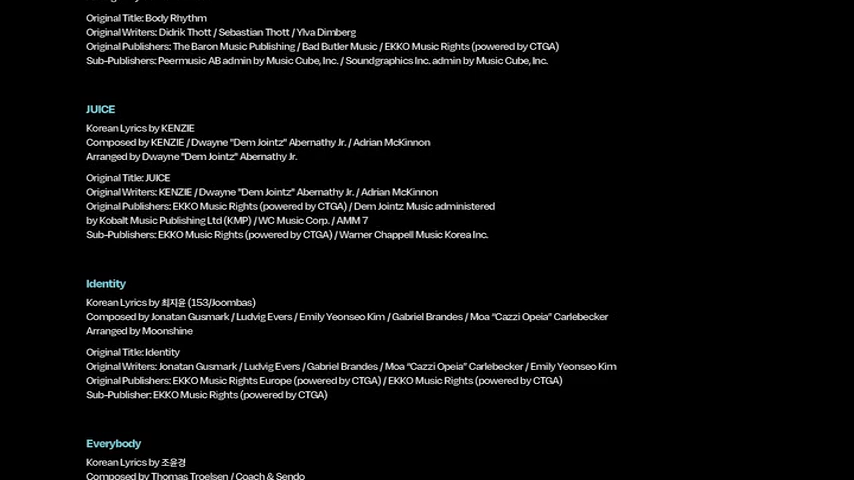 Original Title: Body Rhythm
Original Writers: Didrik Thott / Sebastian Thott / Ylva Dimberg
Original Publishers: The Baron Music Publishing / Bad Butler Music / EKKO Music Rights (powered by CTGA)
Sub-Publishers: Peermusic AB admin by Music Cube, Inc. / Soundgraphics Inc. admin by Music Cube, Inc.
JUICE
Korean Lyrics by KENZIE
Composed by KENZIE / Dwayne "Dem Jointz" Abernathy Jr. / Adrian McKinnon
Arranged by Dwayne "Dem Jointz" Abernathy Jr.
Original Title: JUICE
Original Writers: KENZIE / Dwayne "Dem Jointz" Abernathy Jr. / Adrian McKinnon
Original Publishers: EKKO Music Rights (powered by CTGA) / Dem Jointz Music administered
by Kobalt Music Publishing Ltd (KMP) / WC Music Corp. / AMM 7
Sub-Publishers: EKKO Music Rights (powered by CTGA) / Warner Chappell Music Korea Inc.
Identity
Korean Lyrics by 최지윤 (153/Joombas)
Composed by Jonatan Gusmark / Ludvig Evers / Emily Yeonseo Kim / Gabriel Brandes / Moa “Cazzi Opeia” Carlebecker
Arranged by Moonshine
Original Title: Identity
Original Writers: Jonatan Gusmark / Ludvig Evers / Gabriel Brandes / Moa “Cazzi Opeia” Carlebecker / Emily Yeonseo Kim
Original Publishers: EKKO Music Rights Europe (powered by CTGA) / EKKO Music Rights (powered by CTGA)
Sub-Publisher: EKKO Music Rights (powered by CTGA)
Everybody
Korean Lyrics by 조윤경
Composed by Thomas Troelsen / Coach & Sendo